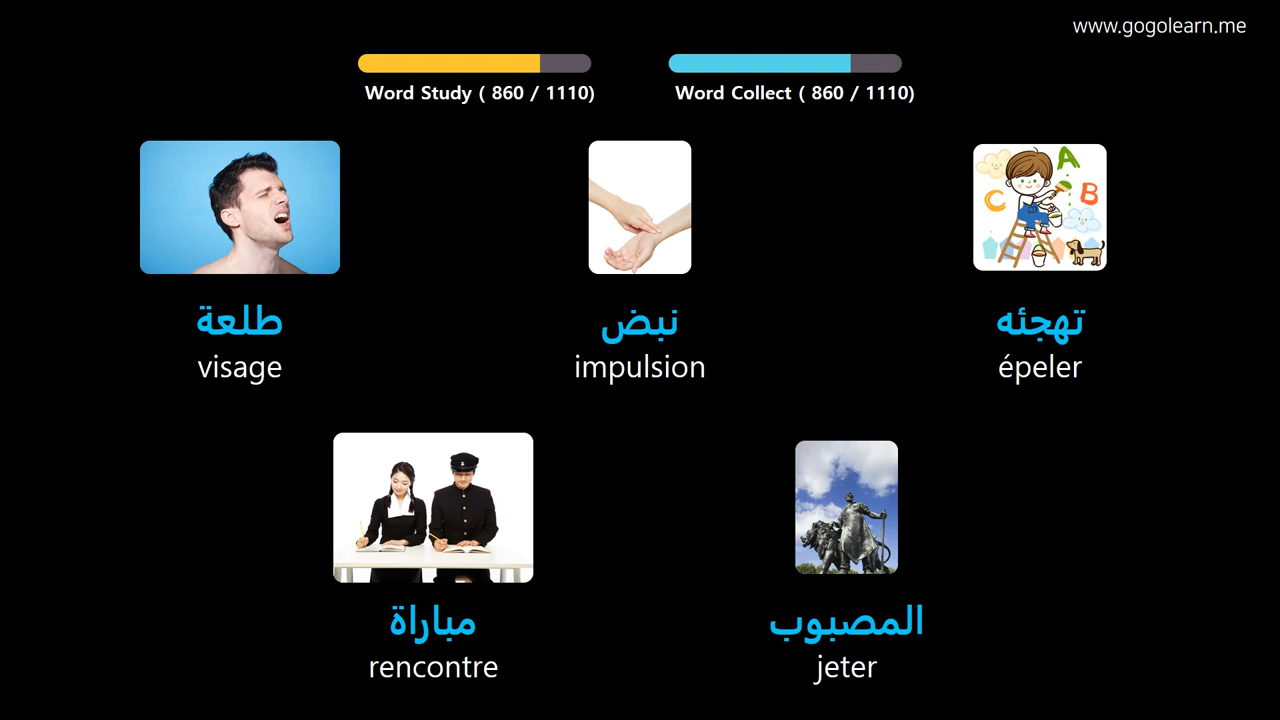 www.gogolearn.me
Word Study ( 860 / 1110)
Word Collect ( 860 / 1110)
A
B
C
طلعة
visage
نبض
impulsion
تهجئه
épeler
مباراة
rencontre
المصبوب
jeter